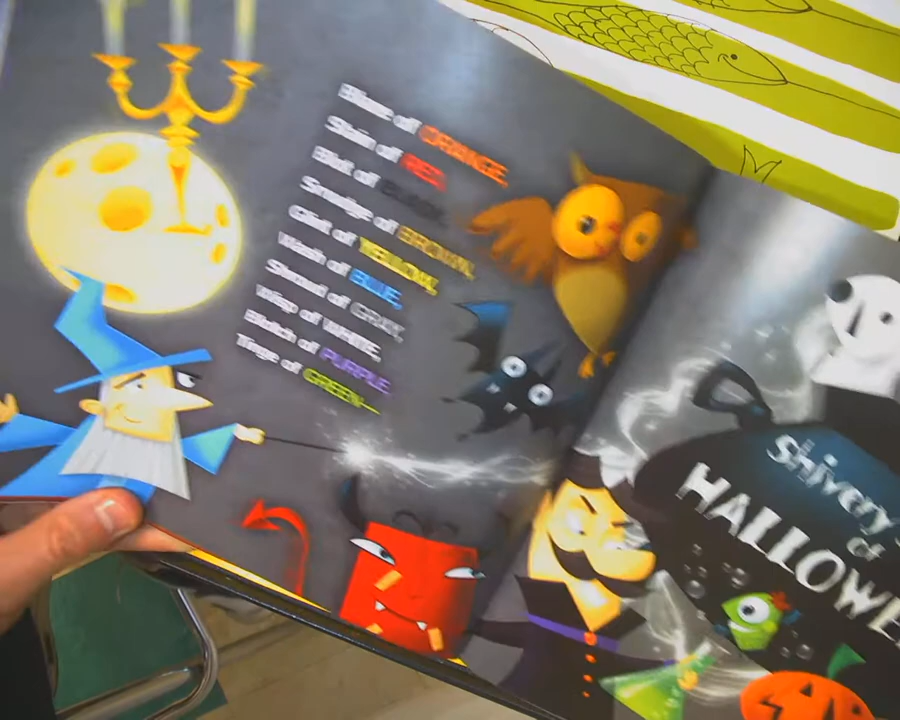 Blaze of ORANGE,
Stain of RED,
Blot of BLACK,
Smudge of BROWN,
Glint of YELLOW,
Wash of BLUE,
Shroud of GRAY,
Wisp of WHITE,
Blotch of PURPLE
Tinge of GREEN—
Shivery
of
HALLOWE